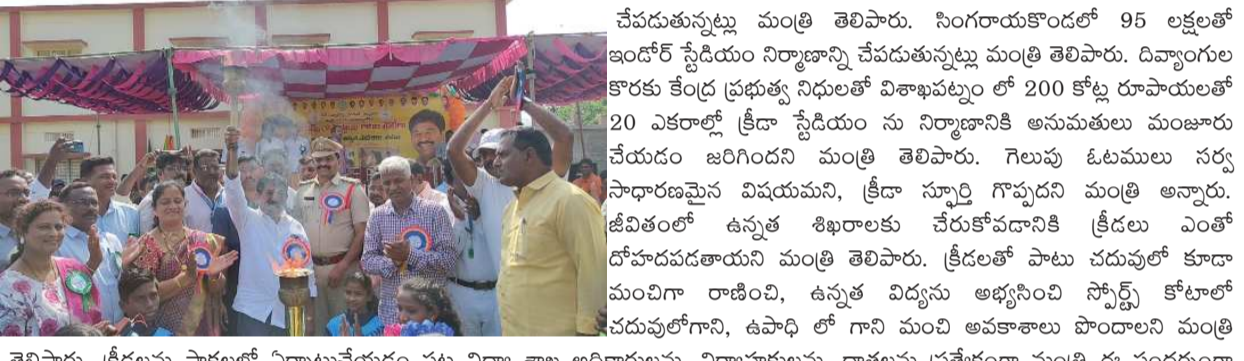 చేపడుతున్నట్లు మంత్రి తెలిపారు. సింగరాయకొండలో 95 లక్షలతో
ఇండోర్ స్టేడియం నిర్మాణాన్ని చేపడుతున్నట్లు మంత్రి తెలిపారు. దివ్యాంగుల
కొరకు కేంద్ర ప్రభుత్వ నిధులతో విశాఖపట్నం లో 200 కోట్ల రూపాయలతో
20 ఎకరాల్లో క్రీడా స్టేడియం ను నిర్మాణానికి అనుమతులు మంజూరు
చేయడం జరిగిందని మంత్రి తెలిపారు. గెలుపు ఓటములు సర్వ
సాధారణమైన విషయమని, క్రీడా స్ఫూర్తి గొప్పదని మంత్రి అన్నారు.
జీవితంలో ఉన్నత శిఖరాలకు చేరుకోవడానికి క్రీడలు ఎంతో
దోహదపడతాయని మంత్రి తెలిపారు. క్రీడలతో పాటు చదువులో కూడా
మంచిగా రాణించి, ఉన్నత విద్యను అభ్యసించి స్పోర్ట్స్ కోటాలో
చదువులోగాని, ఉపాధి లో గాని మంచి అవకాశాలు పొందాలని మంత్రి